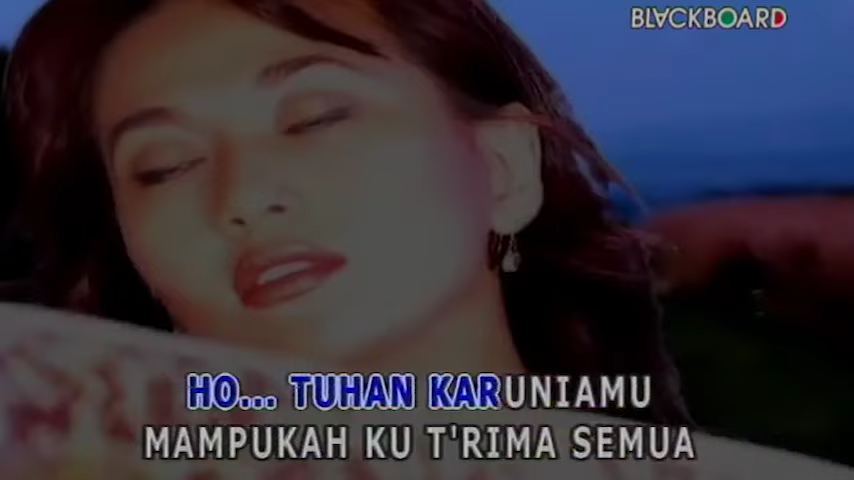 BLACKBOARD
HO... TUHAN KARUNIAMU
MAMPUKAH KU T'RIMA SEMUA